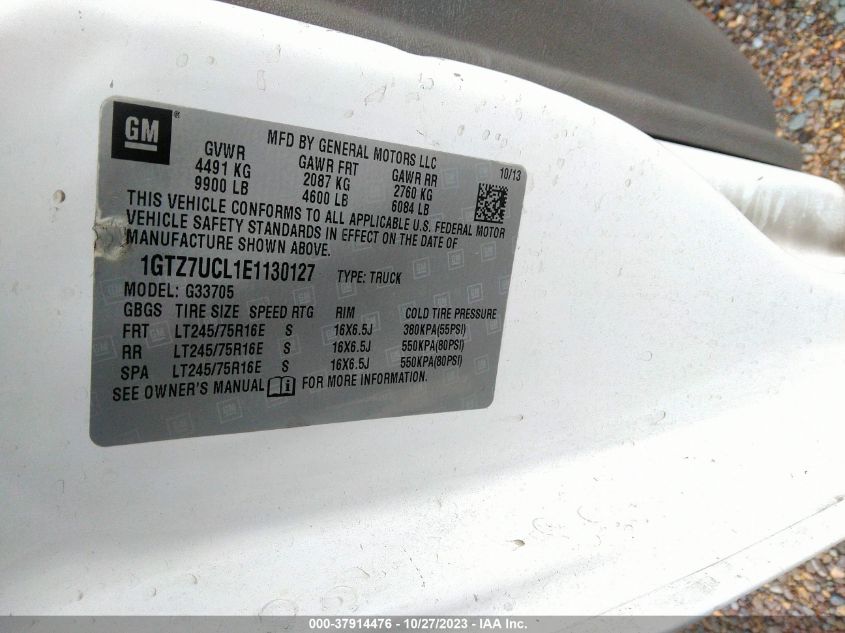 GM ®
MFD BY GENERAL MOTORS LLC
GVWR GAWR FRT GAWR RR 10/13
4491 KG 2087 KG 2760 KG
9900 LB 4600 LB 6084 LB
THIS VEHICLE CONFORMS TO ALL APPLICABLE U.S. FEDERAL MOTOR
VEHICLE SAFETY STANDARDS IN EFFECT ON THE DATE OF
MANUFACTURE SHOWN ABOVE.
1GTZ7UCL1E1130127 TYPE: TRUCK
MODEL: G33705
GBGS TIRE SIZE SPEED RTG RIM COLD TIRE PRESSURE
FRT LT245/75R16E S 16X6.5J 380KPA(55PSI)
RR LT245/75R16E S 16X6.5J 550KPA(80PSI)
SPA LT245/75R16E S 16X6.5J 550KPA(80PSI)
SEE OWNER'S MANUAL i FOR MORE INFORMATION.
000-37914476 - 10/27/2023 - IAA Inc.